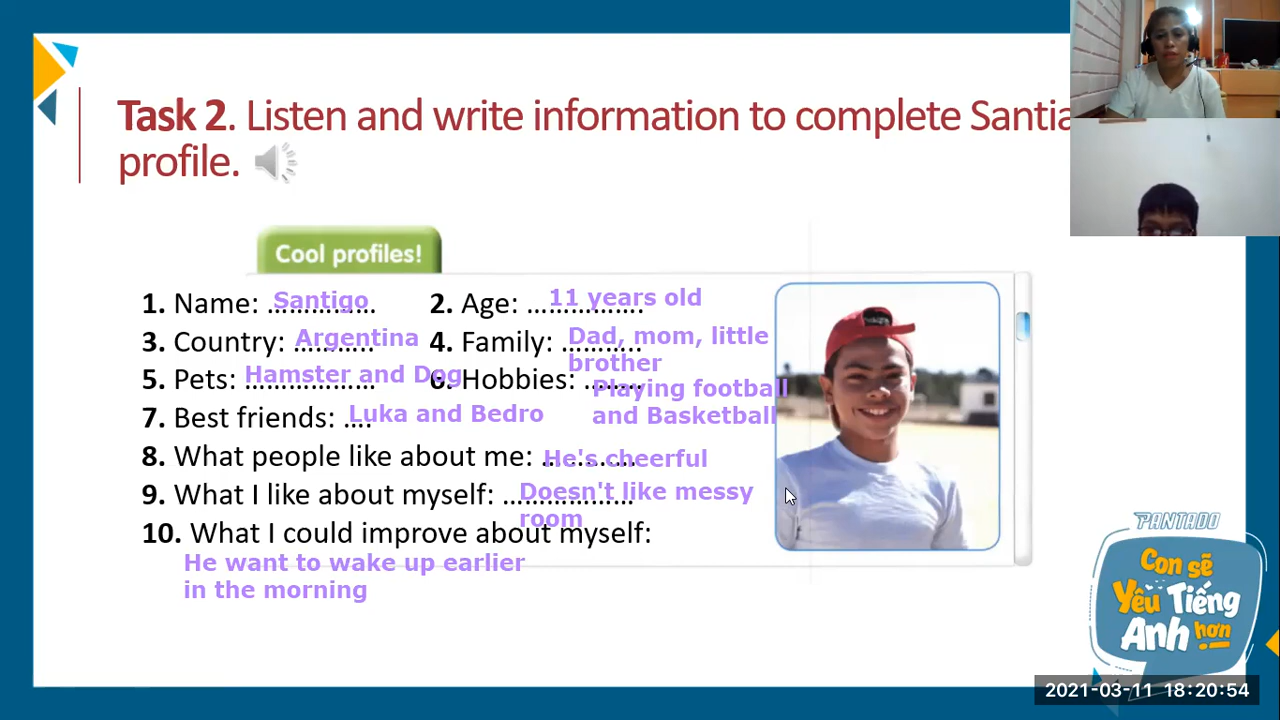 Task 2. Listen and write information to complete
profile.
Cool profiles!
1. Name: ............... Santigo 2. Age: ................ 11 years old
3. Country: ........... Argentina 4. Family: ........... Dad, mom, little brother
5. Pets: .................. Hamster and Dog 6. Hobbies: ........ Playing football and Basketball
7. Best friends: .... Luka and Bedro
8. What people like about me: ............. He's cheerful
9. What I like about myself: .................. Doesn't like messy room
10. What I could improve about myself:
He want to wake up earlier
in the morning
PANTADO
Con sẽ
Yêu Tiếng
Anh hơn
2021-03-11 18:20:54